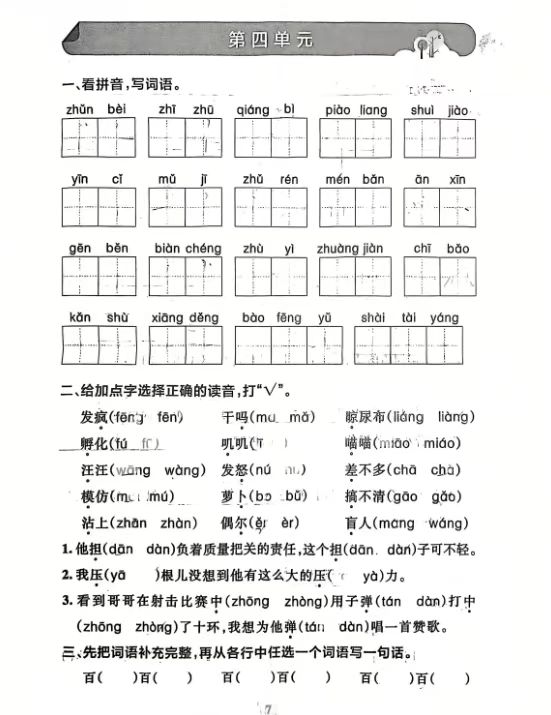 第四单元
一、看拼音,写词语。
zhǔn bèi zhī zhū qiáng bì piào liang shuì jiào
yīn cǐ mǔ jī zhǔ rén mén bǎn ān xīn
gēn běn biàn chéng zhù yì zhuàng jiàn chī bǎo
kǎn shù xiāng děng bào fēng yǔ shài tài yáng
二、给加点字选择正确的读音,打“√”。
发疯(fēng fēn) 干吗( mǎ) 晾尿布(liáng liàng)
孵化(fú ) 叽叽( ) 喵喵(miāo miáo)
汪汪(wāng wàng) 发怒(nú ) 差不多(chā chà)
模仿( mú) 萝卜( bǔ) 搞不清(gāo gǎo)
沾上(zhān zhàn) 偶尔(ěr èr) 盲人(máng wáng)
1.他担(dān dàn)负着质量把关的责任,这个担(dān dàn)子可不轻。
2.我压(yā )根儿没想到他有这么大的压( yà)力。
3.看到哥哥在射击比赛中(zhōng zhòng)用子弹(tán dàn)打中
(zhōng zhòng)了十环,我想为他弹(tán dàn)唱一首赞歌。
三、先把词语补充完整,再从各行中任选一个词语写一句话。
百( )百( ) 百( )百( ) 百( )百( )
7